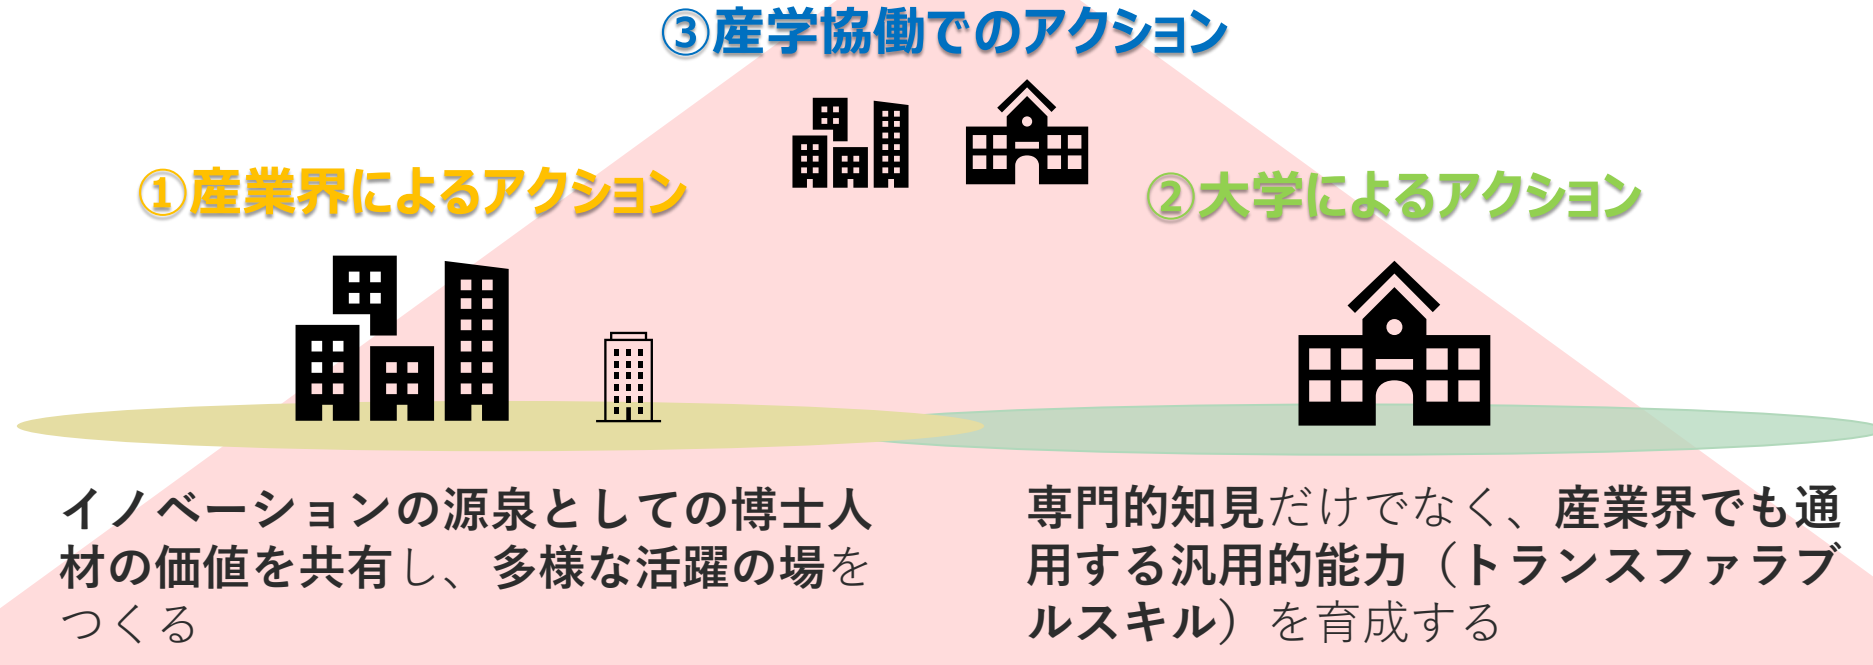 ③産学協働でのアクション
①産業界によるアクション
②大学によるアクション
イノベーションの源泉としての博士人
材の価値を共有し、多様な活躍の場を
つくる
専門的知見だけでなく、産業界でも通
用する汎用的能力（トランスファラブ
ルスキル）を育成する